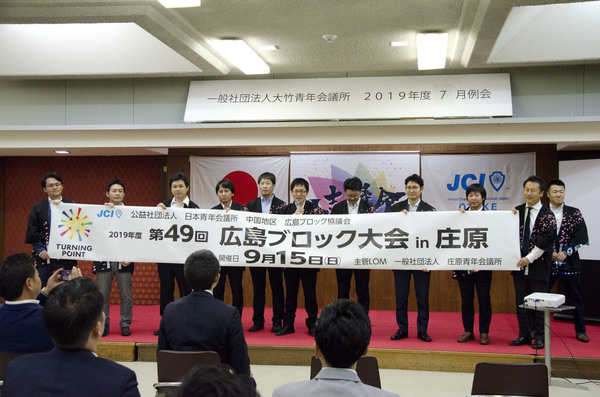 一般社団法人大竹青年会議所　2019年度 7 月例会
JCI
JCI 公益社団法人 日本青年会議所 中国地区 広島ブロック協議会
2019年度 第49回 広島ブロック大会 in 庄原
TURNING
POINT
開催日 9月15日(日) 主管LOM 一般社団法人 庄原青年会議所